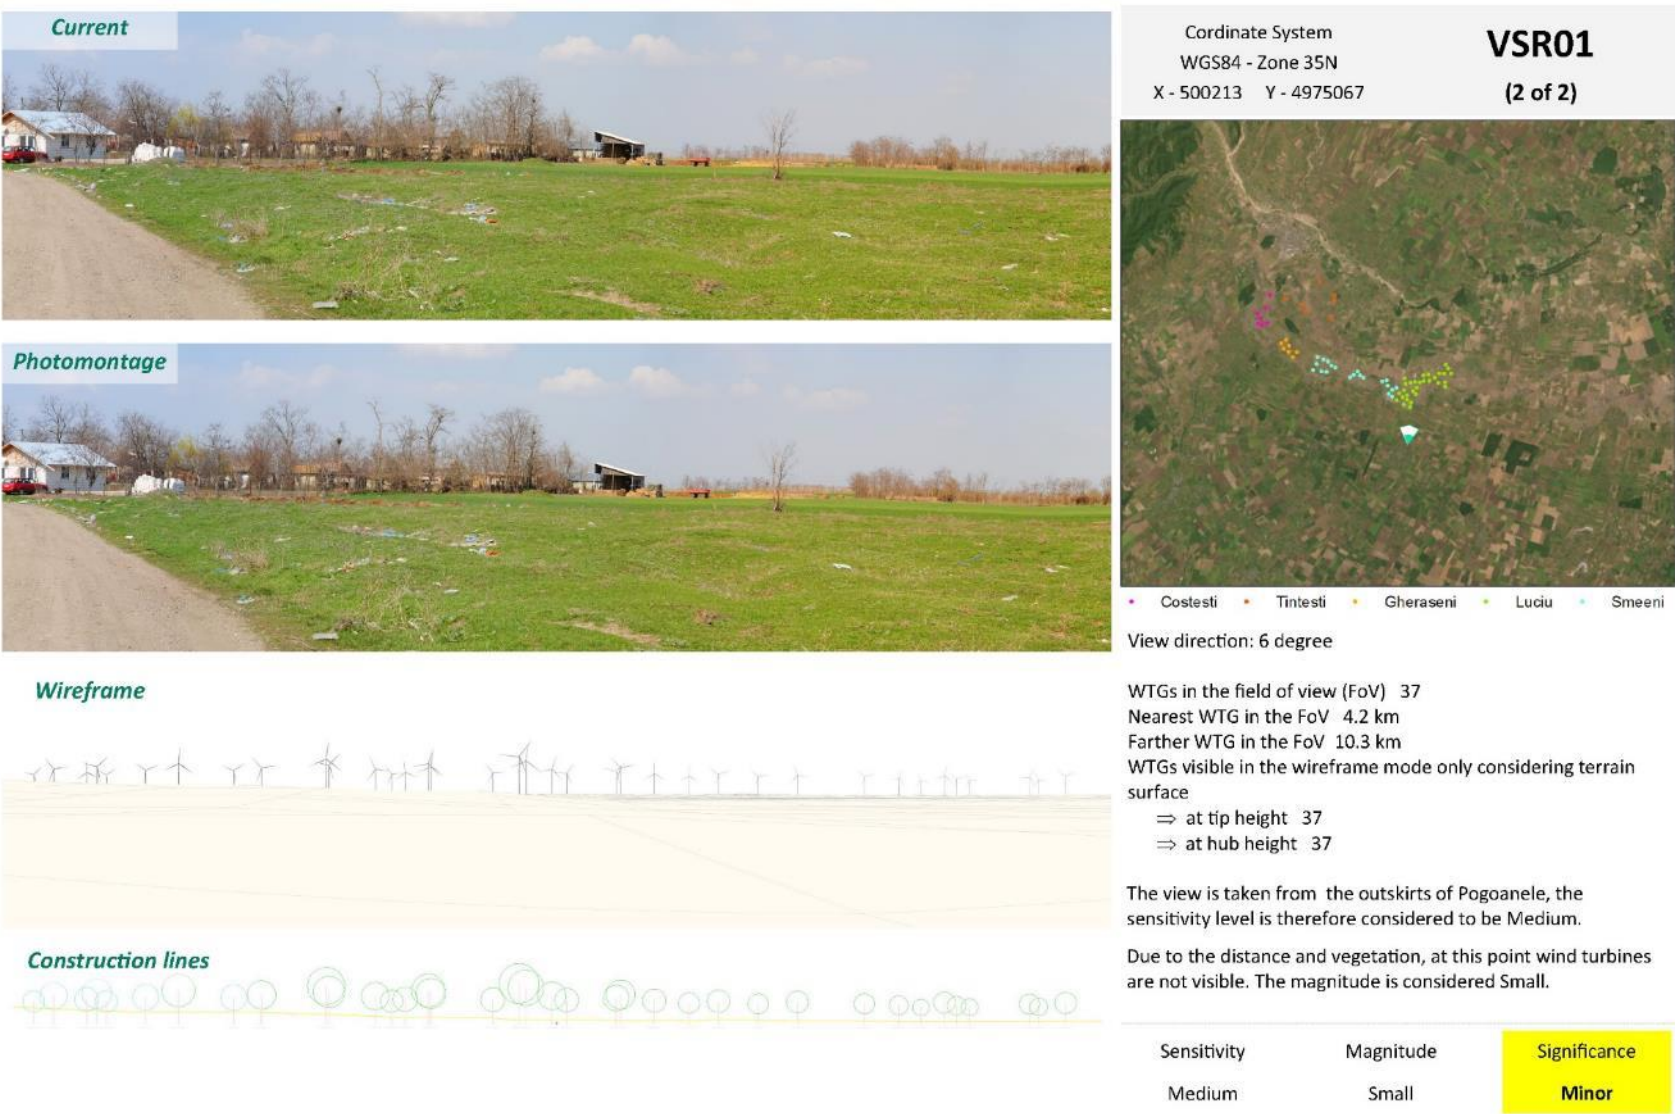 Current
Photomontage
Wireframe
Construction lines
Cordinate System
WGS84 - Zone 35N
X - 500213 Y - 4975067
VSR01
(2 of 2)
Costesti Tintesti Gheraseni Luciu Smeeni
View direction: 6 degree
WTGs in the field of view (FoV) 37
Nearest WTG in the FoV 4.2 km
Farther WTG in the FoV 10.3 km
WTGs visible in the wireframe mode only considering terrain
surface
⇒ at tip height 37
⇒ at hub height 37
The view is taken from the outskirts of Pogoanele, the
sensitivity level is therefore considered to be Medium.
Due to the distance and vegetation, at this point wind turbines
are not visible. The magnitude is considered Small.
Sensitivity Magnitude Significance
Medium Small Minor